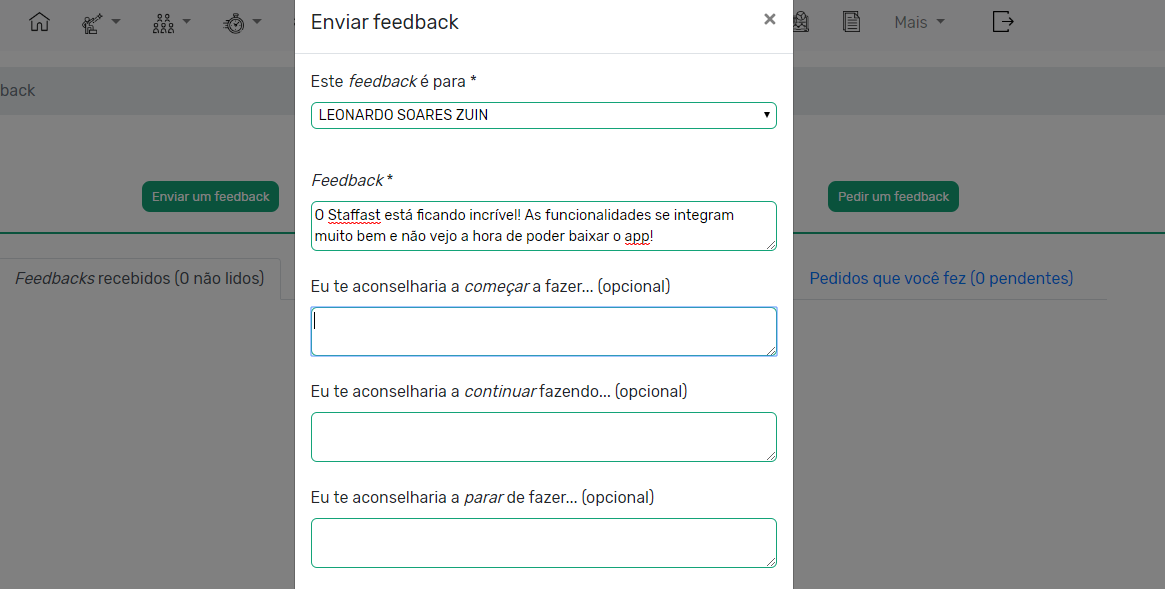 Enviar feedback
×
Mais
back
Este feedback é para *
LEONARDO SOARES ZUIN
Feedback *
Enviar um feedback
Pedir um feedback
O Staffast está ficando incrível! As funcionalidades se integram
muito bem e não vejo a hora de poder baixar o app!
Feedbacks recebidos (0 não lidos)
Pedidos que você fez (0 pendentes)
Eu te aconselharia a começar a fazer... (opcional)
Eu te aconselharia a continuar fazendo... (opcional)
Eu te aconselharia a parar de fazer... (opcional)